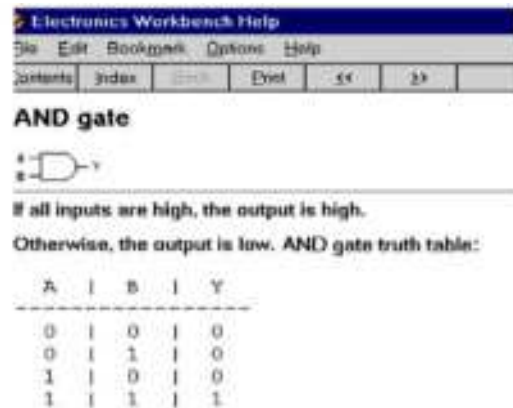 Electronics Workbench Help
File Edit Bookmark Options Help
Contents Index Back Print << >>
AND gate
A
B
Y
If all inputs are high, the output is high.
Otherwise, the output is low. AND gate truth table:
A | B | Y
--------------------
0 | 0 | 0
0 | 1 | 0
1 | 0 | 0
1 | 1 | 1